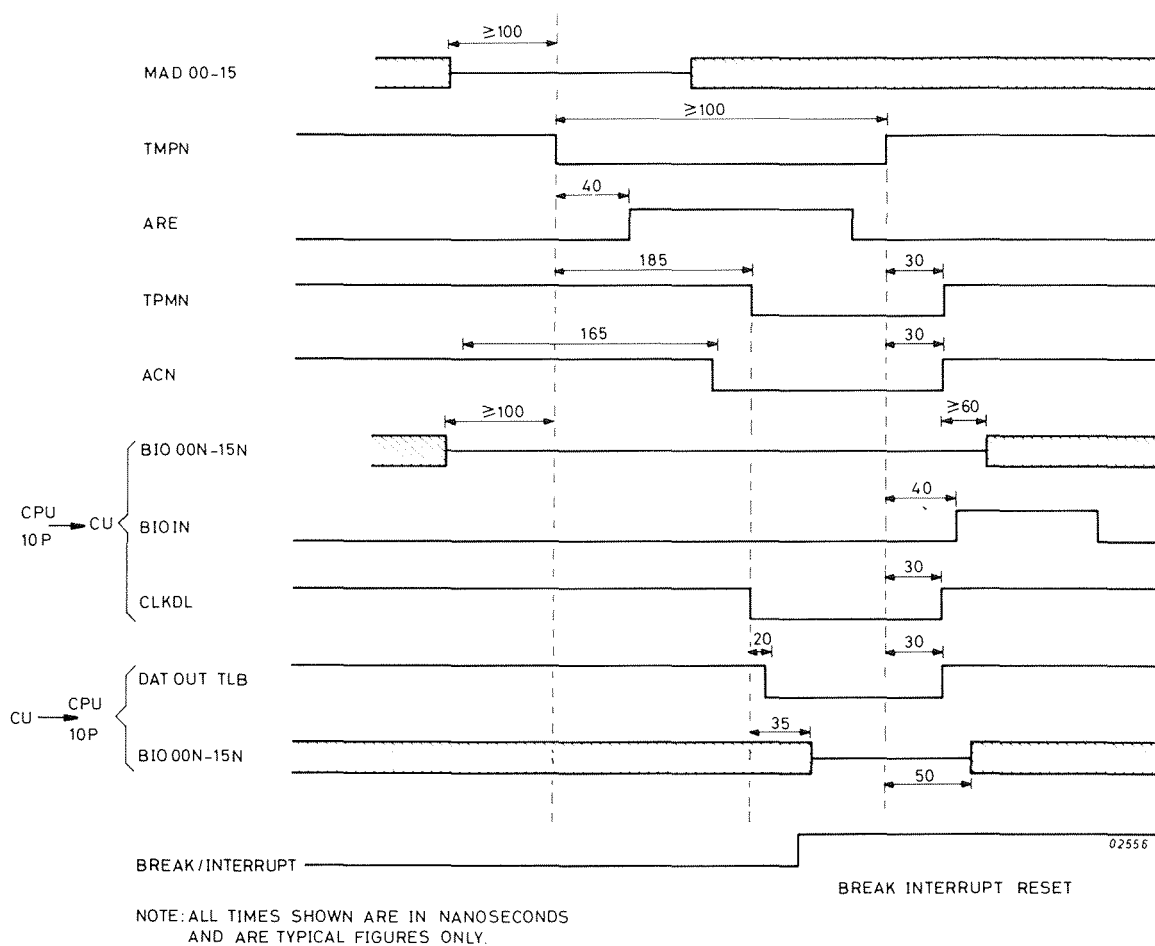 ≥100
MAD 00-15
≥100
TMPN
40
ARE
185
30
TPMN
165
30
ACN
≥100
≥60
BIO 00N-15N
40
CPU
10P
CU
BIOIN
30
CLKDL
20
30
DAT OUT TLB
CU
CPU
10P
35
BIO 00N-15N
50
02556
BREAK/INTERRUPT
BREAK INTERRUPT RESET
NOTE: ALL TIMES SHOWN ARE IN NANOSECONDS
AND ARE TYPICAL FIGURES ONLY.